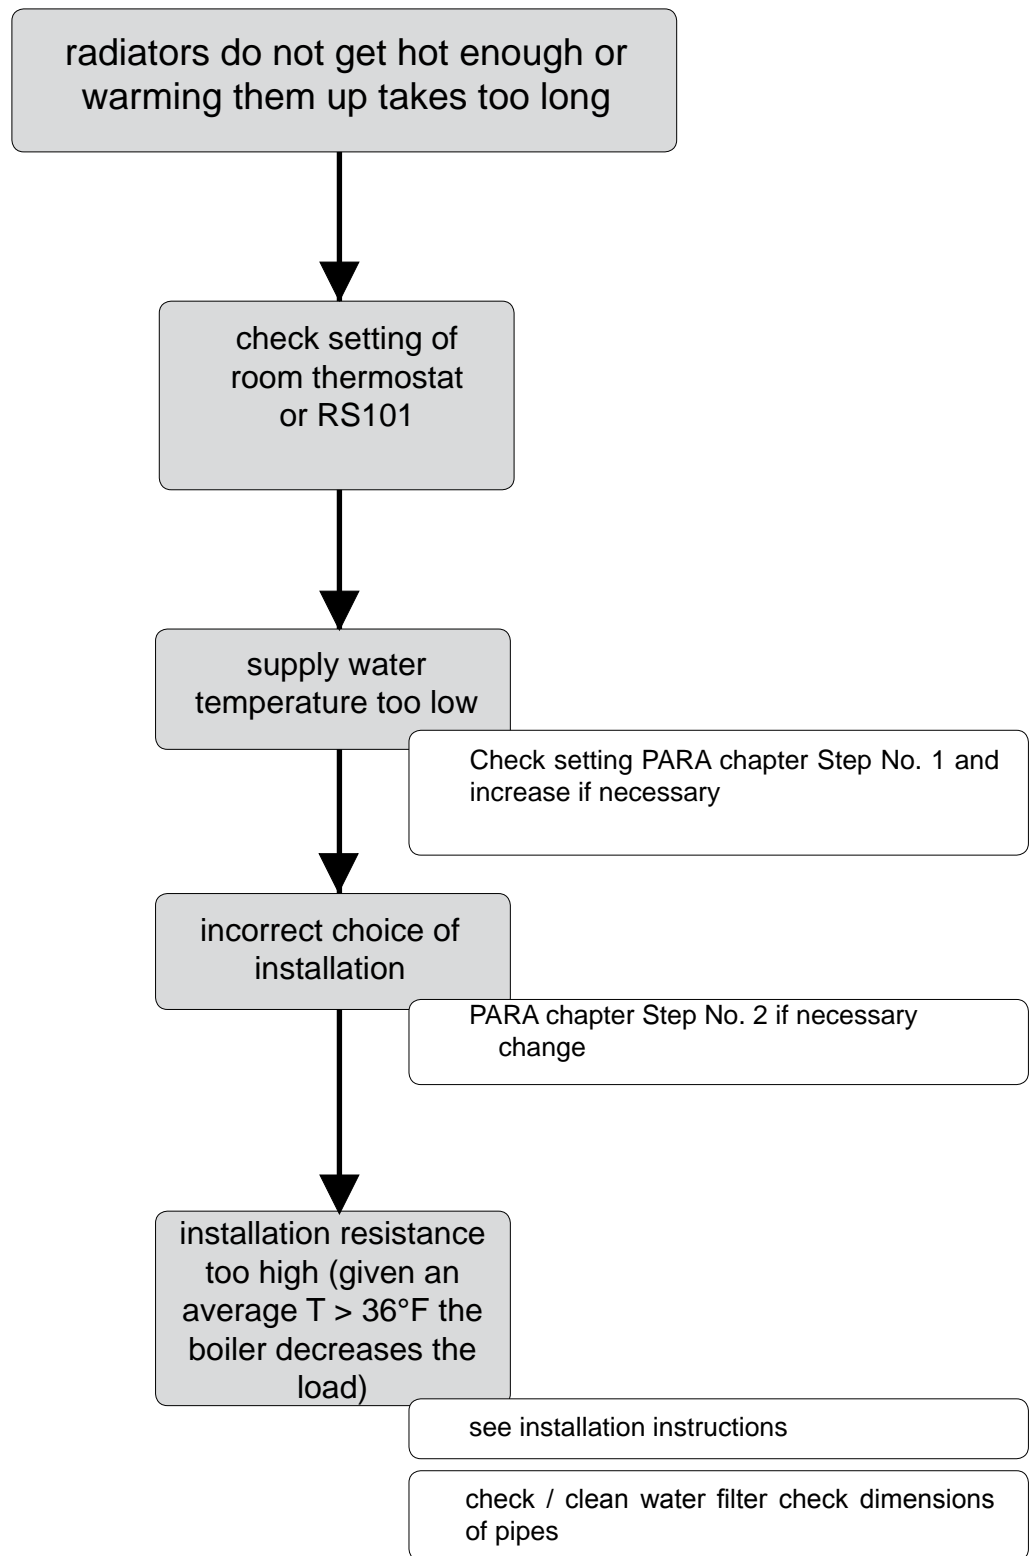 radiators do not get hot enough or
warming them up takes too long
check setting of
room thermostat
or RS101
supply water
temperature too low
Check setting PARA chapter Step No. 1 and
increase if necessary
incorrect choice of
installation
PARA chapter Step No. 2 if necessary
change
installation resistance
too high (given an
average T > 36°F the
boiler decreases the
load)
see installation instructions
check / clean water filter check dimensions
of pipes